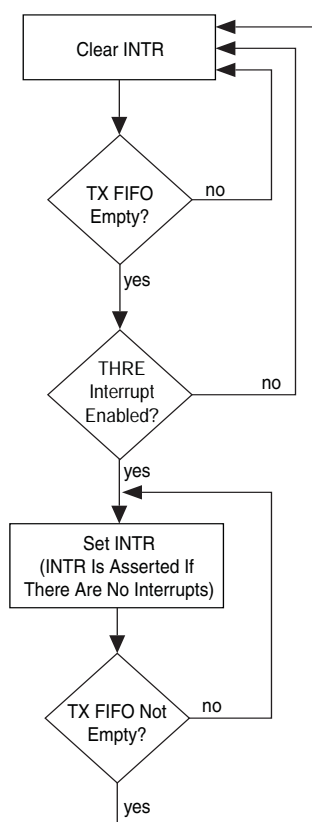 Clear INTR
TX FIFO
Empty?
no
yes
THRE
Interrupt
Enabled?
no
yes
Set INTR
(INTR Is Asserted If
There Are No Interrupts)
TX FIFO Not
Empty?
no
yes